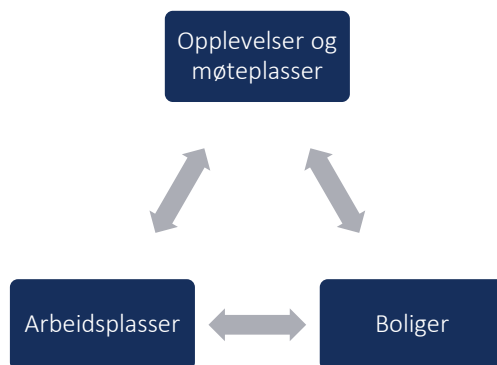 Opplevelser og
møteplasser
Arbeidsplasser
Boliger